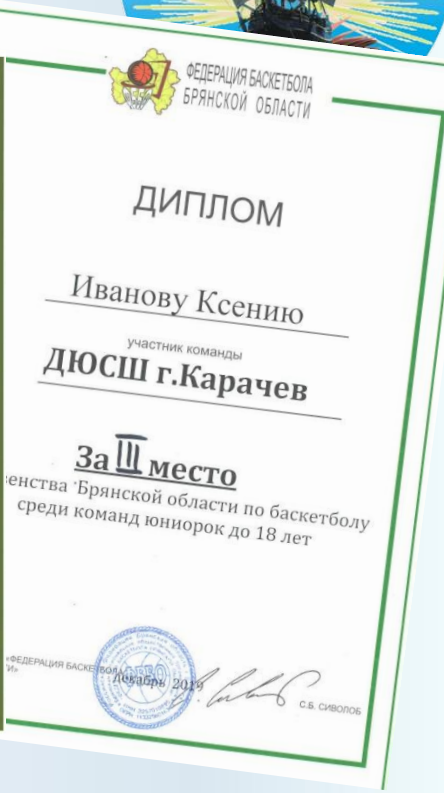 ФЕДЕРАЦИЯ БАСКЕТБОЛА
БРЯНСКОЙ ОБЛАСТИ
ДИПЛОМ
Иванову Ксению
участник команды
ДЮСШ г.Карачев
За III место
енства Брянской области по баскетболу
среди команд юниорок до 18 лет
«ФЕДЕРАЦИЯ БАСКЕТБОЛА
И»
декабрь 2019
С.Б. СИВОЛОБ